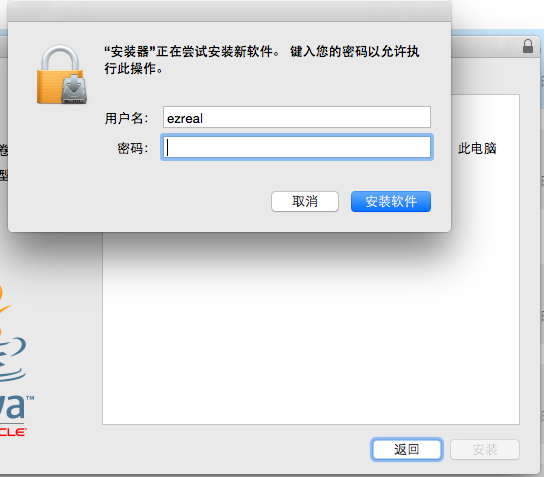 “安装器”正在尝试安装新软件。 键入您的密码以允许执
行此操作。
用户名： ezreal
密码：
卷
此电脑
型
取消
安装软件
ava™
返回
安装